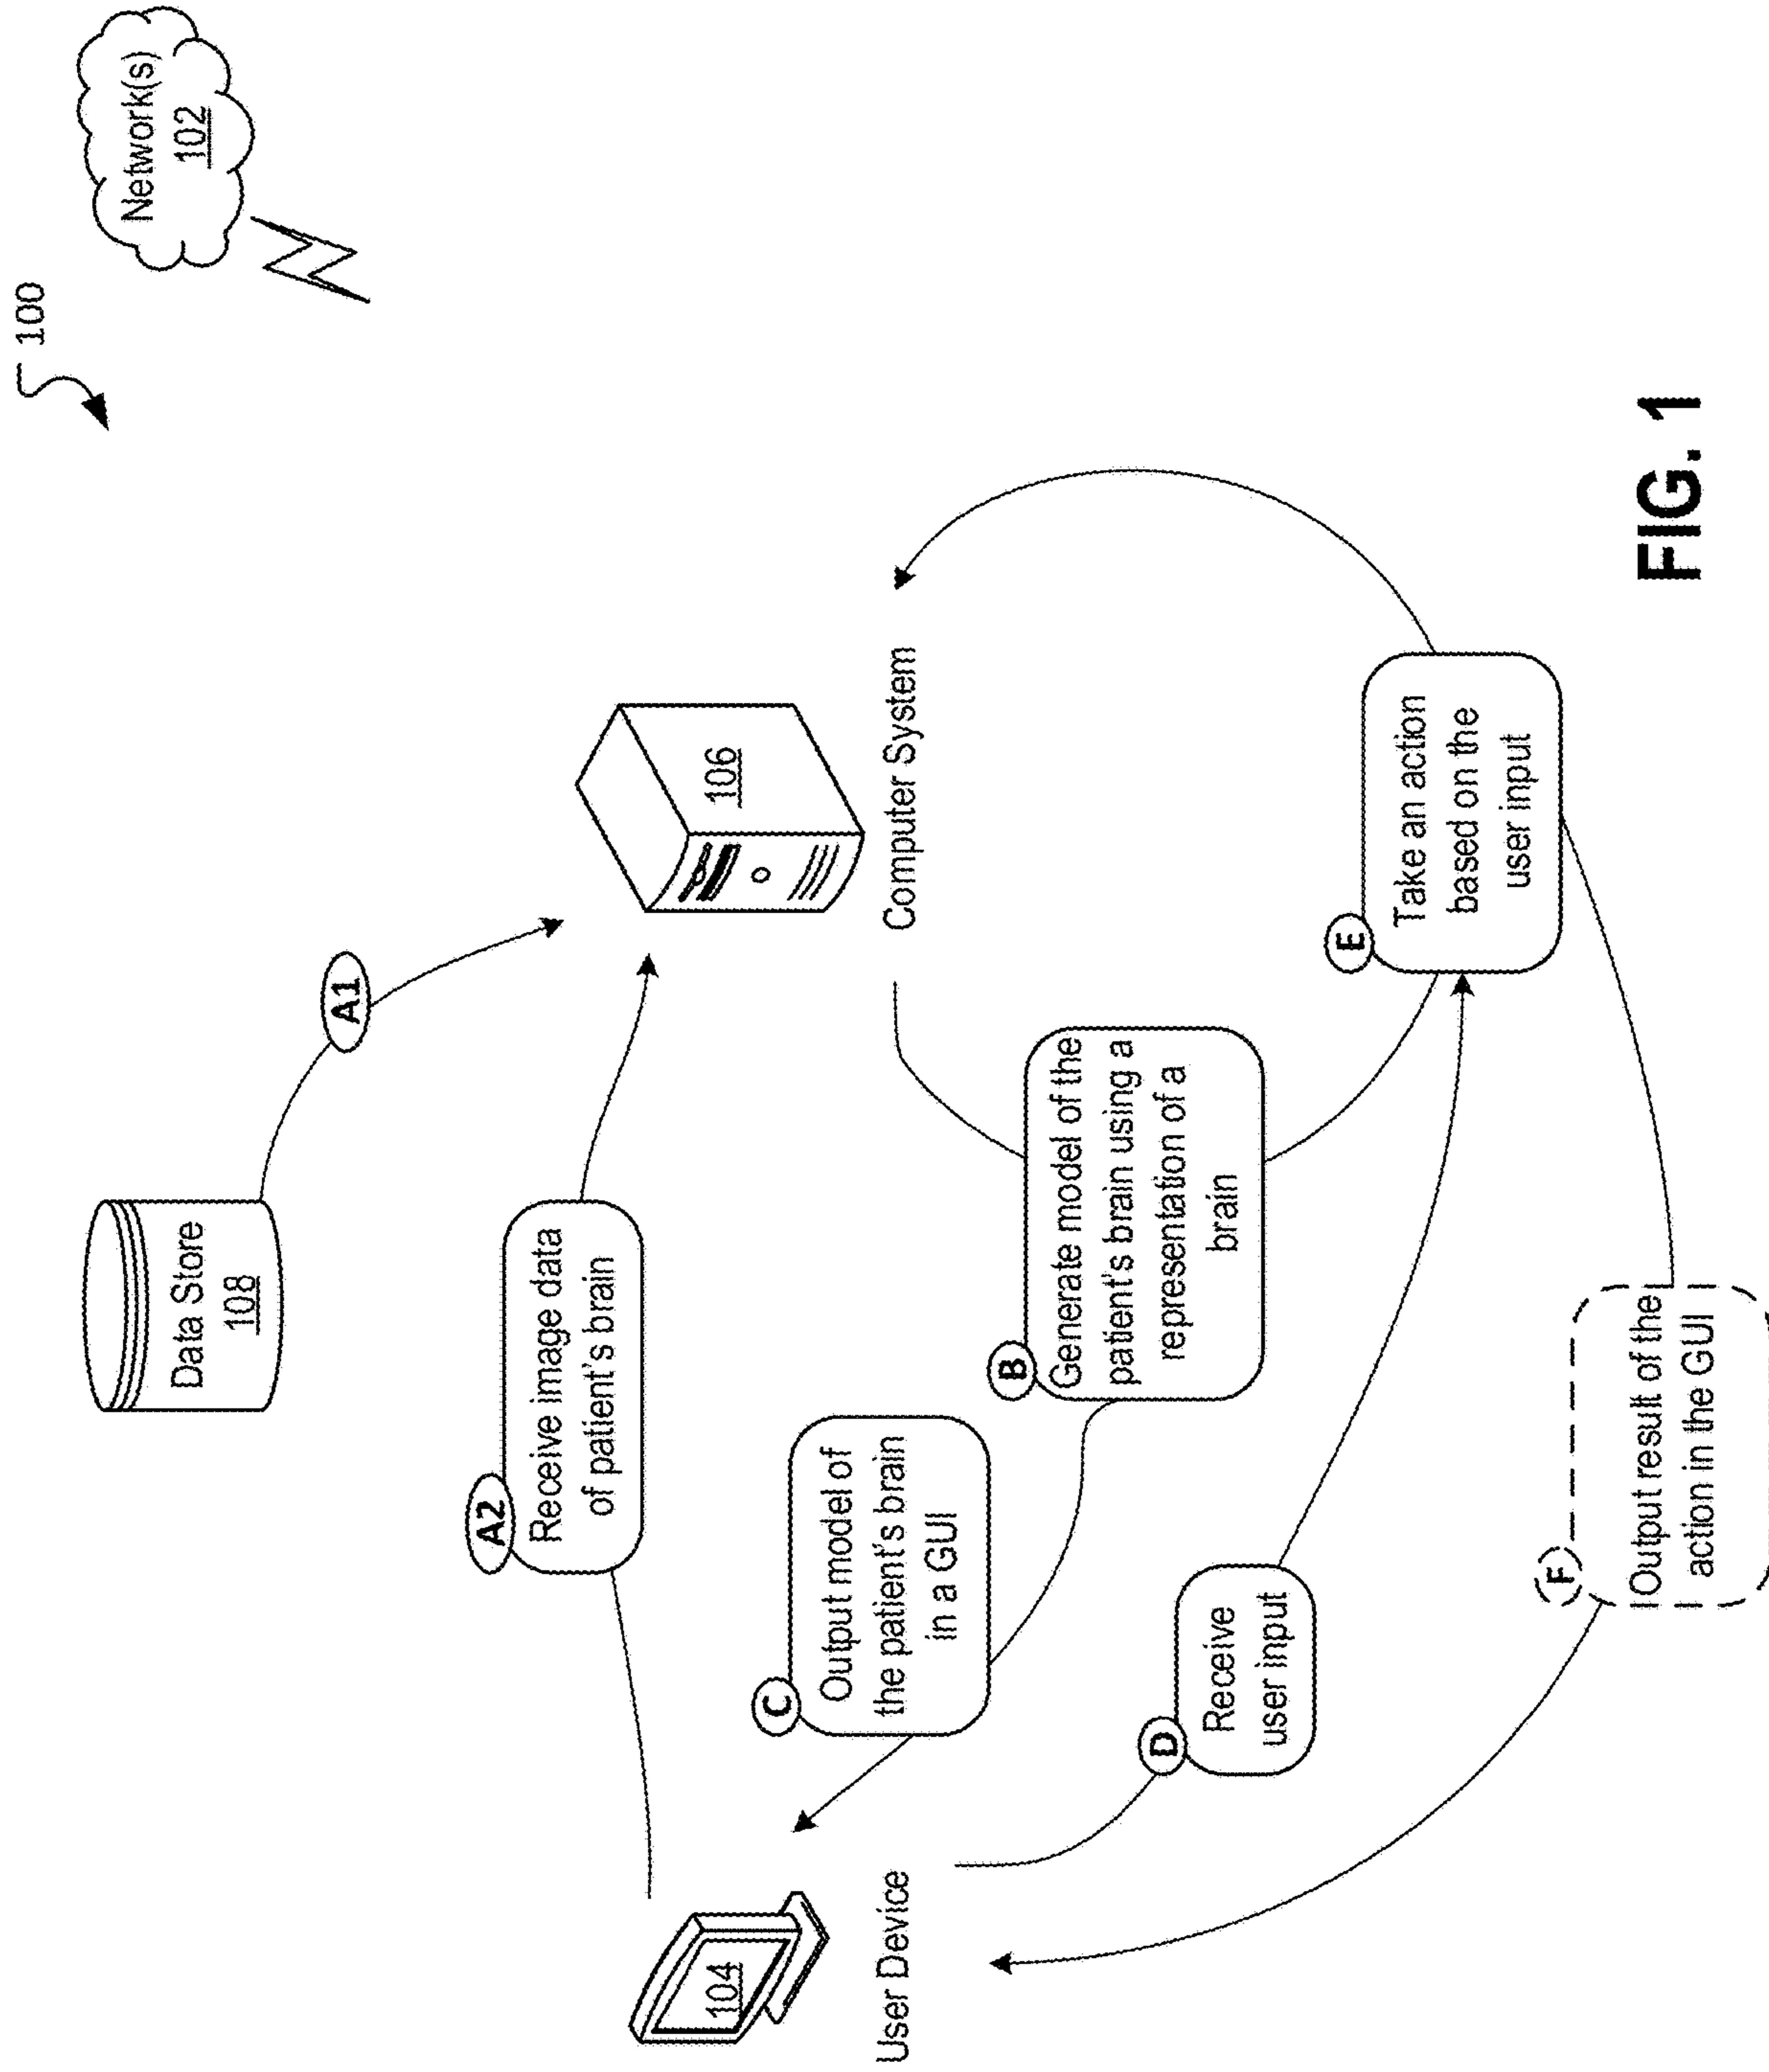 100
Network(s)
102
Data Store
108
A1
A2
Receive image data
of patient's brain
104
User Device
106
Computer System
C
Output model of
the patient's brain
in a GUI
B
Generate model of the
patient's brain using a
representation of a
brain
D
Receive
user input
E
Take an action
based on the
user input
F
Output result of the
action in the GUI
FIG. 1